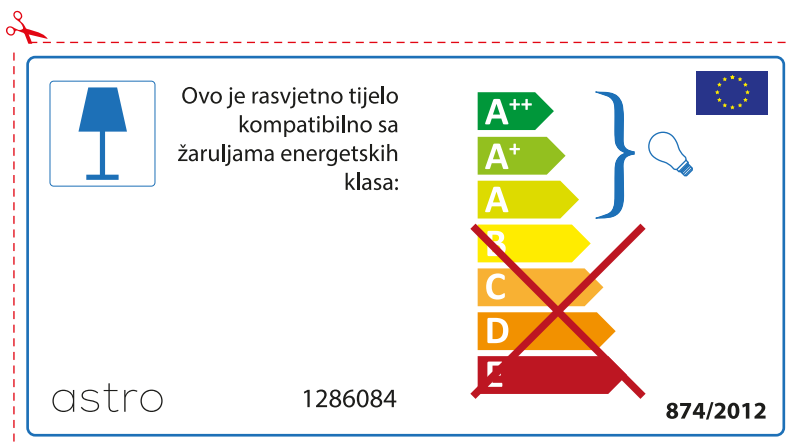 Ovo je rasvjetno tijelo
kompatibilno sa
žaruljama energetskih
klasa:
A++
A+
A
B
C
D
E
astro
1286084
874/2012